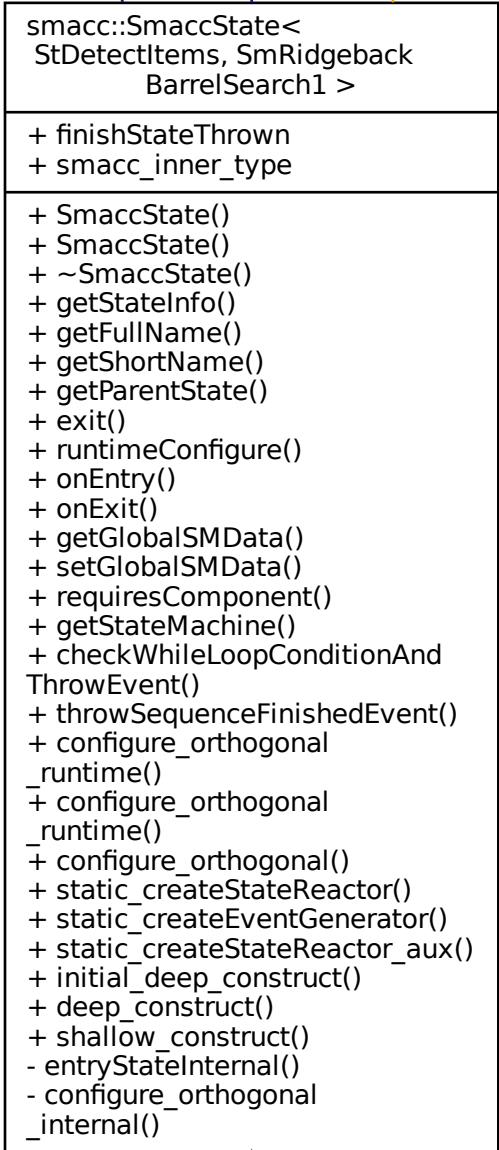 smacc::SmaccState<
StDetectItems, SmRidgeback
BarrelSearch1 >
+ finishStateThrown
+ smacc_inner_type
+ SmaccState()
+ SmaccState()
+ ~SmaccState()
+ getStateInfo()
+ getFullName()
+ getShortName()
+ getParentState()
+ exit()
+ runtimeConfigure()
+ onEntry()
+ onExit()
+ getGlobalSMData()
+ setGlobalSMData()
+ requiresComponent()
+ getStateMachine()
+ checkWhileLoopConditionAnd
ThrowEvent()
+ throwSequenceFinishedEvent()
+ configure_orthogonal
_runtime()
+ configure_orthogonal
_runtime()
+ configure_orthogonal()
+ static_createStateReactor()
+ static_createEventGenerator()
+ static_createStateReactor_aux()
+ initial_deep_construct()
+ deep_construct()
+ shallow_construct()
- entryStateInternal()
- configure_orthogonal
_internal()